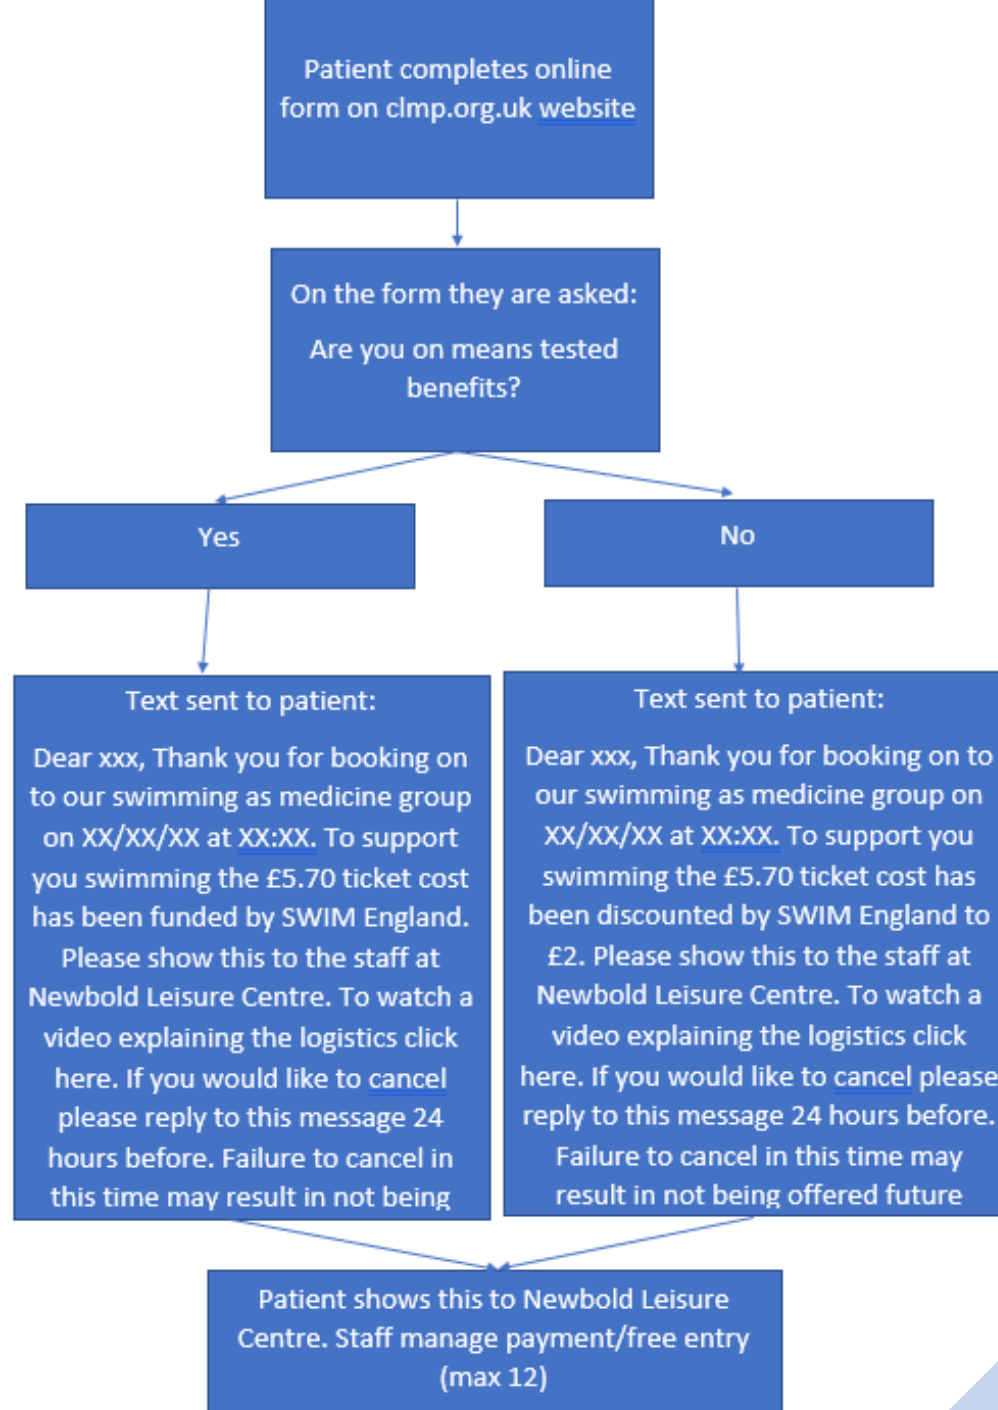 Patient completes online
form on clmp.org.uk website
On the form they are asked:
Are you on means tested
benefits?
Yes
No
Text sent to patient:
Dear xxx, Thank you for booking on
to our swimming as medicine group
on XX/XX/XX at XX:XX. To support
you swimming the £5.70 ticket cost
has been funded by SWIM England.
Please show this to the staff at
Newbold Leisure Centre. To watch a
video explaining the logistics click
here. If you would like to cancel
please reply to this message 24
hours before. Failure to cancel in
this time may result in not being
Text sent to patient:
Dear xxx, Thank you for booking on to
our swimming as medicine group on
XX/XX/XX at XX:XX. To support you
swimming the £5.70 ticket cost has
been discounted by SWIM England to
£2. Please show this to the staff at
Newbold Leisure Centre. To watch a
video explaining the logistics click
here. If you would like to cancel please
reply to this message 24 hours before.
Failure to cancel in this time may
result in not being offered future
Patient shows this to Newbold Leisure
Centre. Staff manage payment/free entry
(max 12)